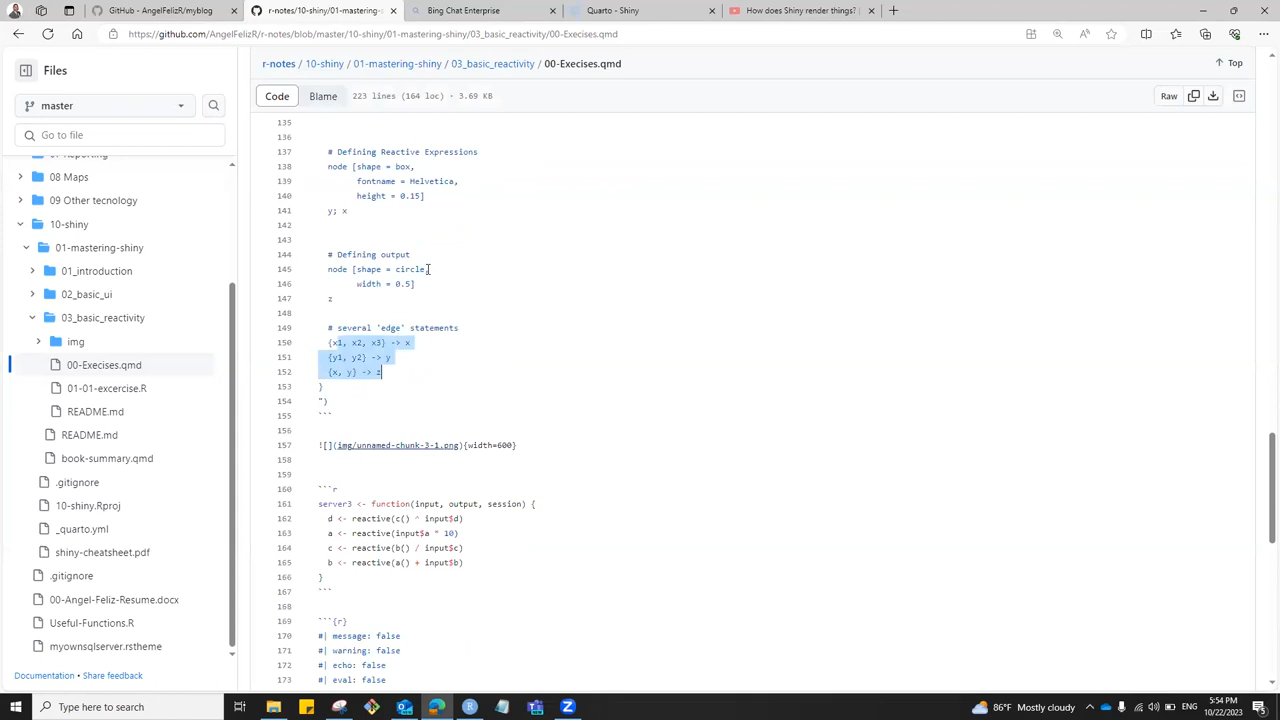 GitHub - AngelFelizR/myblog
r-notes/10-shiny/01-mastering-s
Bing Chat Enterprise
Quarto - Shiny
How does Shiny render things?
https://github.com/AngelFelizR/r-notes/blob/master/10-shiny/01-mastering-shiny/03_basic_reactivity/00-Execises.qmd
Files
r-notes / 10-shiny / 01-mastering-shiny / 03_basic_reactivity / 00-Execises.qmd
Top
master
Code
Blame
223 lines (164 loc) · 3.69 KB
Raw
Go to file
08 Maps
09 Other tecnology
10-shiny
01-mastering-shiny
01_introduction
02_basic_ui
03_basic_reactivity
img
00-Execises.qmd
01-01-excercise.R
README.md
README.md
book-summary.qmd
.gitignore
10-shiny.Rproj
_quarto.yml
shiny-cheatsheet.pdf
.gitignore
00-Angel-Feliz-Resume.docx
Useful-Functions.R
myownsqlserver.rstheme
Documentation • Share feedback
135
136
137 # Defining Reactive Expressions
138 node [shape = box,
139 fontname = Helvetica,
140 height = 0.15]
141 y; x
142
143
144 # Defining output
145 node [shape = circle,
146 width = 0.5]
147 z
148
149 # several 'edge' statements
150 {x1, x2, x3} -> x
151 {y1, y2} -> y
152 {x, y} -> z
153 }
154 ")
155 ```
156
157 ![](img/unnamed-chunk-3-1.png){width=600}
158
159
160 ```r
161 server3 <- function(input, output, session) {
162 d <- reactive(c() ^ input$d)
163 a <- reactive(input$a * 10)
164 c <- reactive(b() / input$c)
165 b <- reactive(a() + input$b)
166 }
167 ```
168
169 ```{r}
170 #| message: false
171 #| warning: false
172 #| echo: false
173 #| eval: false
Type here to search
86°F Mostly cloudy
ENG
5:54 PM
10/22/2023